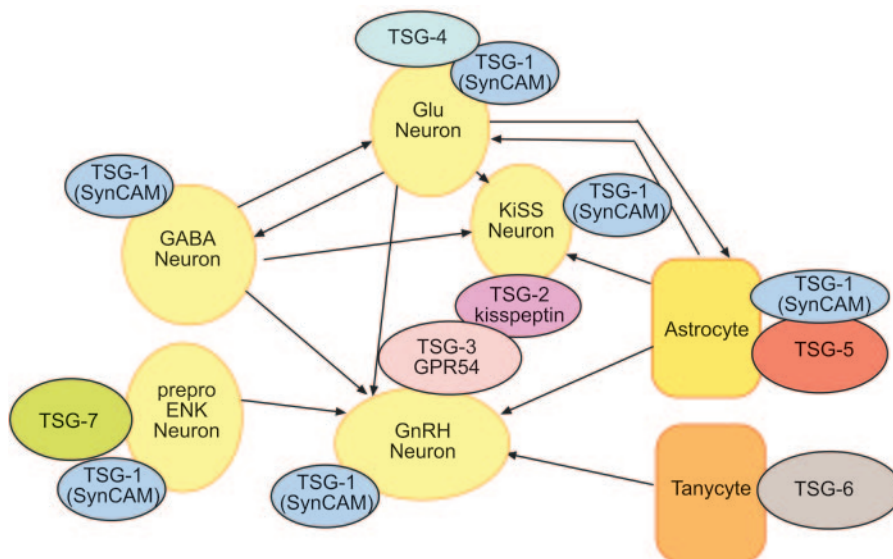 TSG-4
TSG-1
(SynCAM)
Glu
Neuron
TSG-1
(SynCAM)
TSG-1
(SynCAM)
KiSS
Neuron
GABA
Neuron
TSG-2
kisspeptin
TSG-1
(SynCAM)
Astrocyte
TSG-5
TSG-3
GPR54
prepro
ENK
Neuron
TSG-7
GnRH
Neuron
TSG-1
(SynCAM)
TSG-1
(SynCAM)
Tanycyte
TSG-6